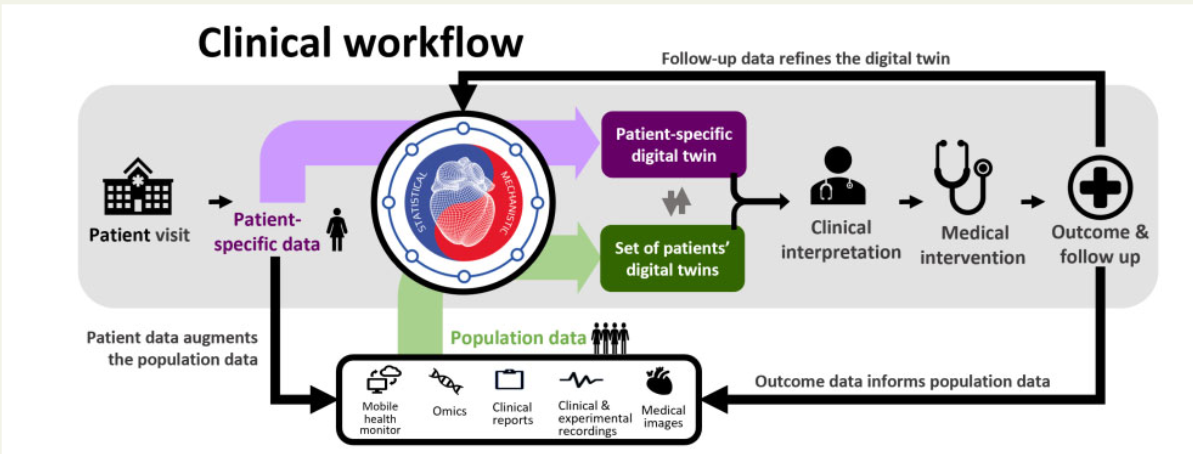 Clinical workflow
Follow-up data refines the digital twin
Patient visit
Patient-
specific data
STATISTICAL
MECHANISTIC
Patient-specific
digital twin
Set of patients'
digital twins
Clinical
interpretation
Medical
intervention
Outcome &
follow up
Patient data augments
the population data
Population data
Outcome data informs population data
Mobile
health
monitor
Omics
Clinical
reports
Clinical &
experimental
recordings
Medical
images